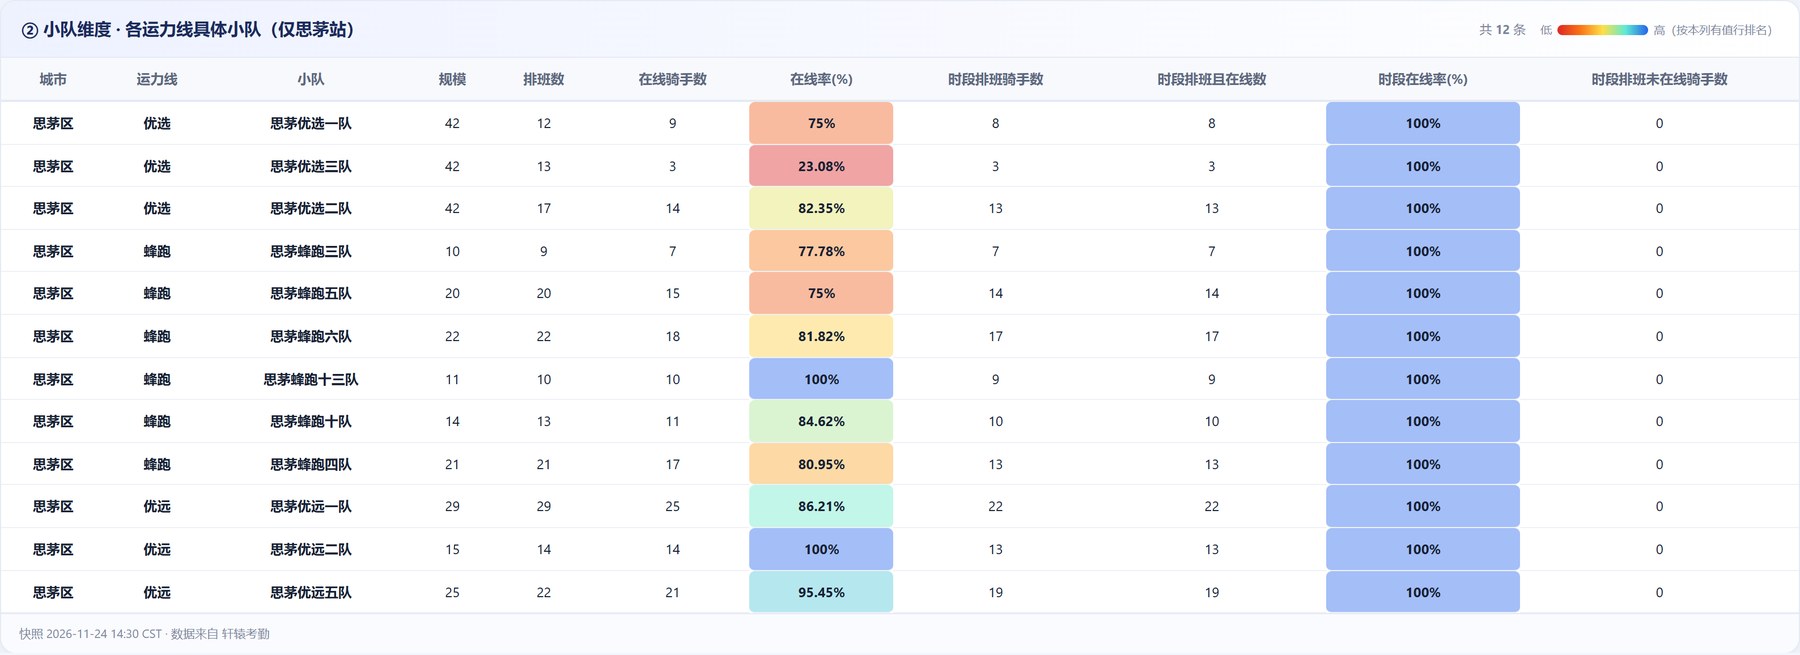 ② 小队维度 · 各运力线具体小队（仅思茅站）
共 12 条 低 高 (按本列有值行排名)
城市 运力线 小队 规模 排班数 在线骑手数 在线率(%) 时段排班骑手数 时段排班且在线数 时段在线率(%) 时段排班未在线骑手数
思茅区 优选 思茅优选一队 42 12 9 75% 8 8 100% 0
思茅区 优选 思茅优选三队 42 13 3 23.08% 3 3 100% 0
思茅区 优选 思茅优选二队 42 17 14 82.35% 13 13 100% 0
思茅区 蜂跑 思茅蜂跑三队 10 9 7 77.78% 7 7 100% 0
思茅区 蜂跑 思茅蜂跑五队 20 20 15 75% 14 14 100% 0
思茅区 蜂跑 思茅蜂跑六队 22 22 18 81.82% 17 17 100% 0
思茅区 蜂跑 思茅蜂跑十三队 11 10 10 100% 9 9 100% 0
思茅区 蜂跑 思茅蜂跑十队 14 13 11 84.62% 10 10 100% 0
思茅区 蜂跑 思茅蜂跑四队 21 21 17 80.95% 13 13 100% 0
思茅区 优远 思茅优远一队 29 29 25 86.21% 22 22 100% 0
思茅区 优远 思茅优远二队 15 14 14 100% 13 13 100% 0
思茅区 优远 思茅优远五队 25 22 21 95.45% 19 19 100% 0
快照 2026-11-24 14:30 CST · 数据来自 轩辕考勤